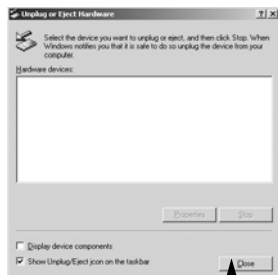 Unplug or Eject Hardware
Select the device you want to unplug or eject, and then click Stop. When
Windows notifies you that it is safe to do so unplug the device from your
computer.
Hardware devices:
Properties
Stop
Display device components
Show Unplug/Eject icon on the taskbar
Close